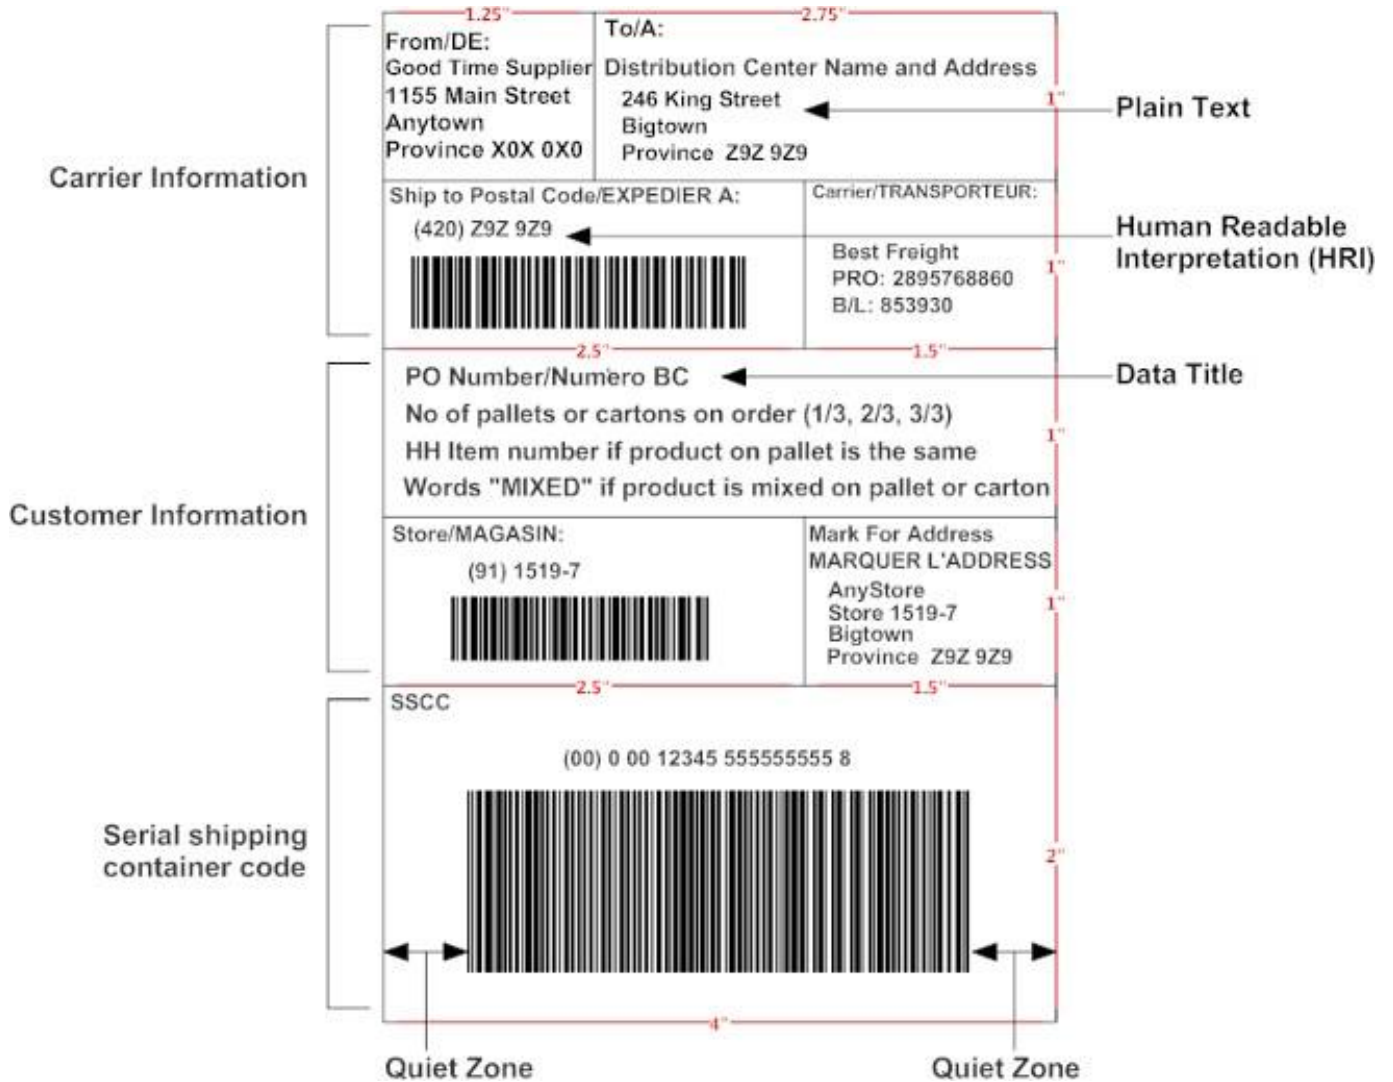 1.25"
2.75"
From/DE:
Good Time Supplier
1155 Main Street
Anytown
Province X0X 0X0
To/A:
Distribution Center Name and Address
246 King Street
Bigtown
Province Z9Z 9Z9
1"
Plain Text
Carrier Information
Ship to Postal Code/EXPEDIER A:
(420) Z9Z 9Z9
Carrier/TRANSPORTEUR:
Best Freight
PRO: 2895768860
B/L: 853930
1"
Human Readable
Interpretation (HRI)
2.5"
1.5"
PO Number/Numero BC
Data Title
No of pallets or cartons on order (1/3, 2/3, 3/3)
1"
HH Item number if product on pallet is the same
Words "MIXED" if product is mixed on pallet or carton
Customer Information
Store/MAGASIN:
(91) 1519-7
Mark For Address
MARQUER L'ADDRESS
AnyStore
Store 1519-7
Bigtown
Province Z9Z 9Z9
1"
2.5"
1.5"
SSCC
(00) 0 00 12345 5555555555 8
Serial shipping
container code
2"
4"
Quiet Zone
Quiet Zone